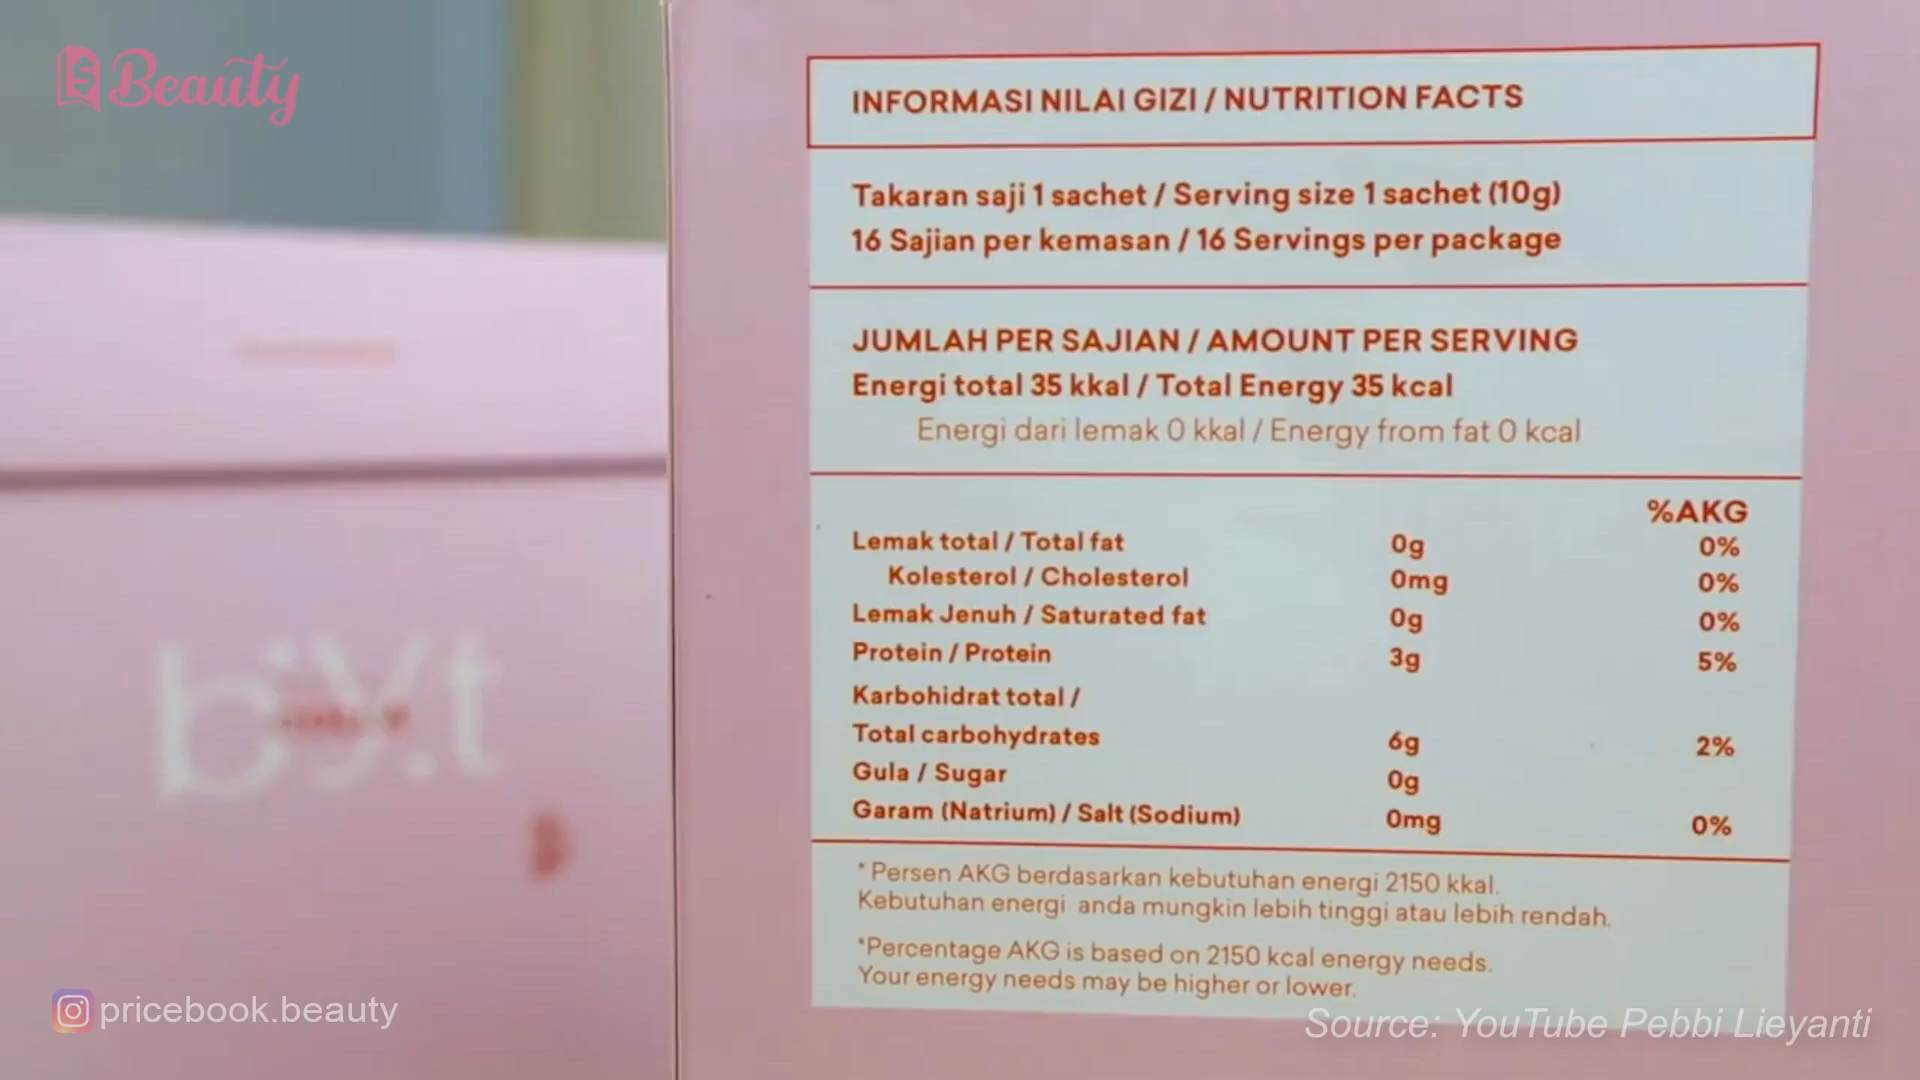 Beauty
INFORMASI NILAI GIZI / NUTRITION FACTS
Takaran saji 1 sachet / Serving size 1 sachet (10g)
16 Sajian per kemasan / 16 Servings per package
JUMLAH PER SAJIAN / AMOUNT PER SERVING
Energi total 35 kkal / Total Energy 35 kcal
Energi dari lemak 0 kkal / Energy from fat 0 kcal
%AKG
Lemak total / Total fat 0g 0%
Kolesterol / Cholesterol 0mg 0%
Lemak Jenuh / Saturated fat 0g 0%
Protein / Protein 3g 5%
Karbohidrat total /
Total carbohydrates 6g 2%
Gula / Sugar 0g
Garam (Natrium) / Salt (Sodium) 0mg 0%
* Persen AKG berdasarkan kebutuhan energi 2150 kkal.
Kebutuhan energi anda mungkin lebih tinggi atau lebih rendah.
*Percentage AKG is based on 2150 kcal energy needs.
Your energy needs may be higher or lower.
pricebook.beauty
Source: YouTube Pebbi Lieyanti